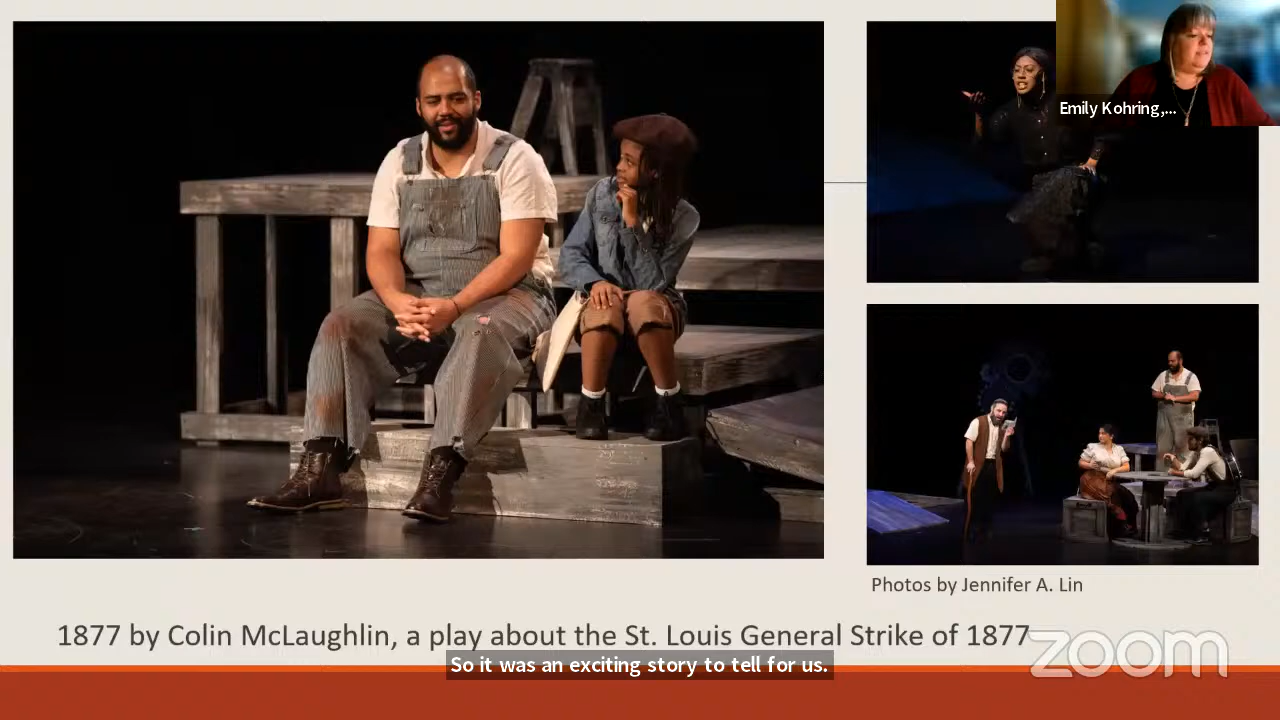 Emily Kohring,...
Photos by Jennifer A. Lin
1877 by Colin McLaughlin, a play about the St. Louis General Strike of 1877
zoom
So it was an exciting story to tell for us.